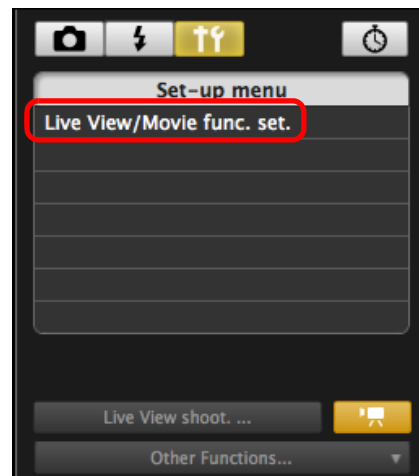 Set-up menu
Live View/Movie func. set.
Live View shoot. ...
Other Functions...